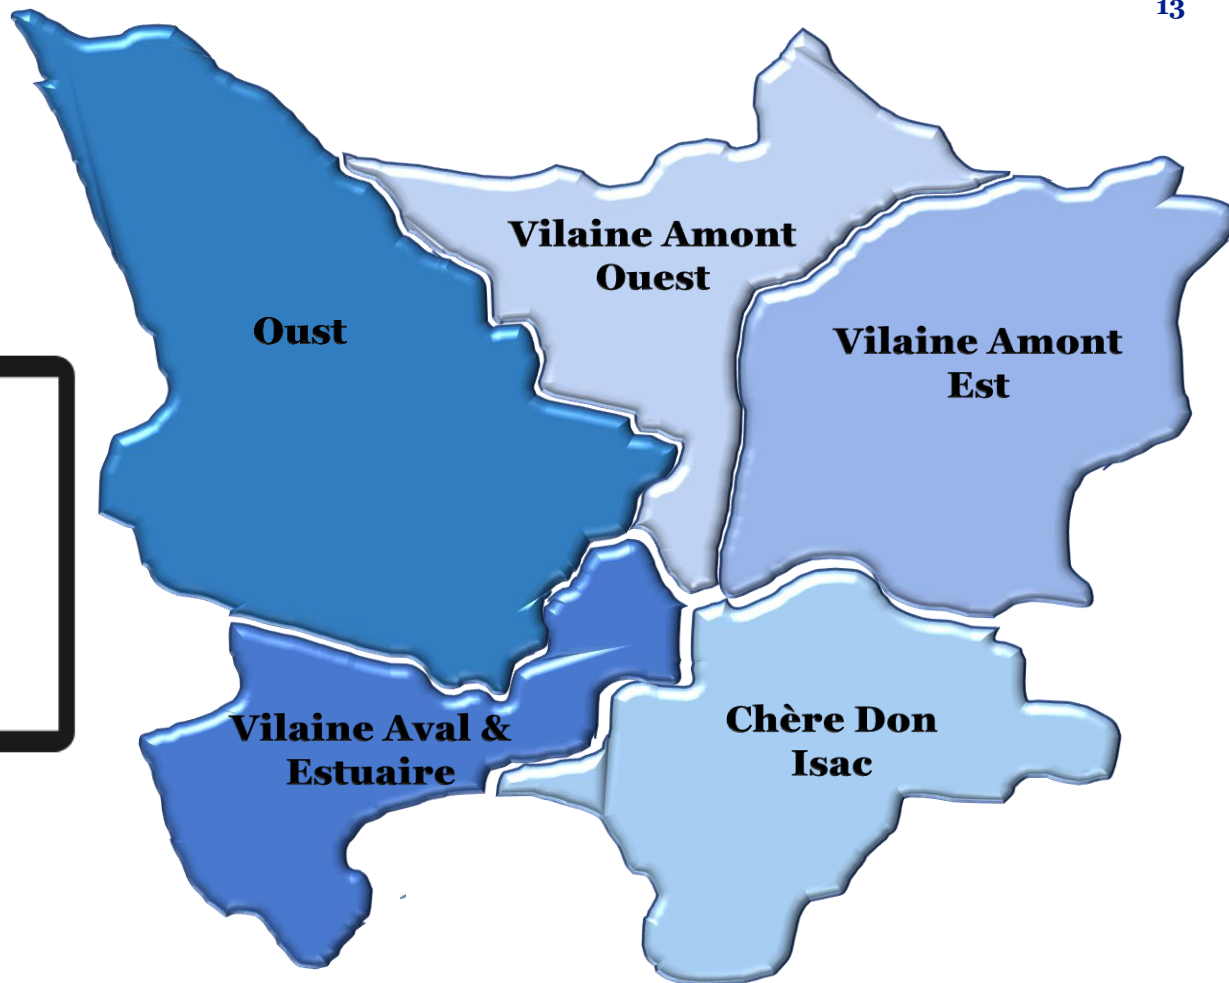 13
Vilaine Amont
Ouest
Oust
Vilaine Amont
Est
Vilaine Aval &
Estuaire
Chère Don
Isac